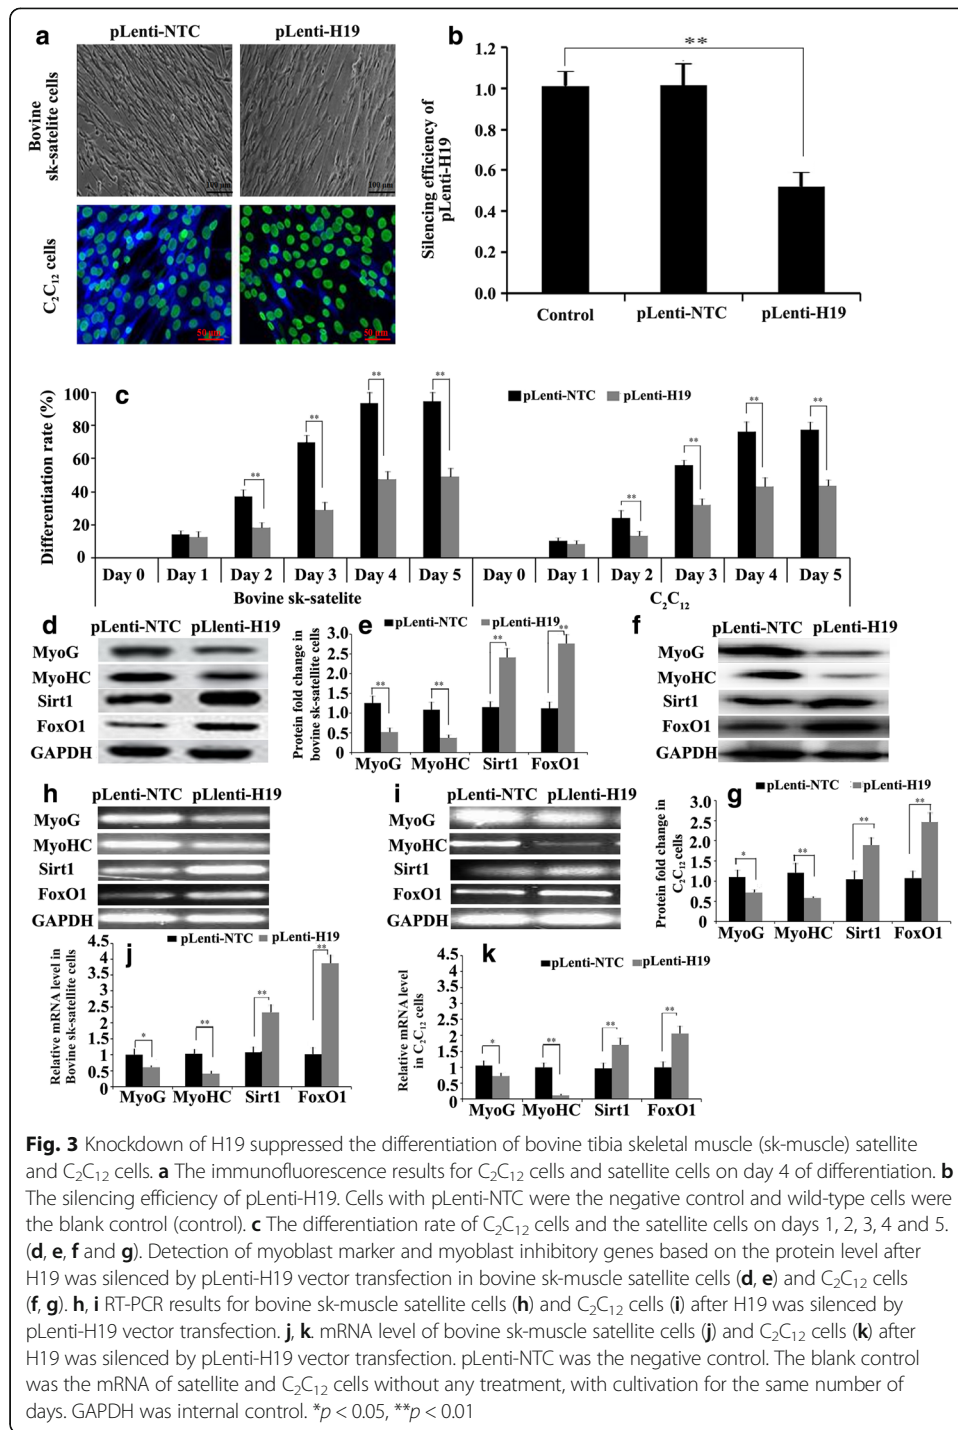 a
pLenti-NTC
pLenti-H19
Bovine
sk-satelite cells
100 μm
100 μm
C2C12 cells
50 μm
50 μm
b
Silencing efficiency of
pLenti-H19
1.2
1.0
0.8
0.6
0.4
0.2
0.0
**
Control
pLenti-NTC
pLenti-H19
c
pLenti-NTC
pLenti-H19
Differentiation rate (%)
100
80
60
40
20
0
**
**
**
**
**
**
**
**
Day 0
Day 1
Day 2
Day 3
Day 4
Day 5
Day 0
Day 1
Day 2
Day 3
Day 4
Day 5
Bovine sk-satelite
C2C12
d
pLenti-NTC
pLlenti-H19
MyoG
MyoHC
Sirt1
FoxO1
GAPDH
e
pLenti-NTC
pLenti-H19
Protein fold change in
bovine sk-satellite cells
3.0
2.5
2.0
1.5
1.0
0.5
0
**
**
**
**
MyoG
MyoHC
Sirt1
FoxO1
f
pLenti-NTC
pLenti-H19
MyoG
MyoHC
Sirt1
FoxO1
GAPDH
g
pLenti-NTC
pLenti-H19
Protein fold change in
C2C12 cells
3.0
2.5
2.0
1.5
1.0
0.5
0
*
**
**
**
MyoG
MyoHC
Sirt1
FoxO1
h
pLenti-NTC
pLlenti-H19
MyoG
MyoHC
Sirt1
FoxO1
GAPDH
i
pLenti-NTC
pLlenti-H19
MyoG
MyoHC
Sirt1
FoxO1
GAPDH
j
pLenti-NTC
pLenti-H19
Relative mRNA level in
Bovine sk-satellite cells
4.5
4
3.5
3
2.5
2
1.5
1
0.5
0
*
**
**
**
MyoG
MyoHC
Sirt1
FoxO1
k
pLenti-NTC
pLenti-H19
Relative mRNA level
in C2C12 cells
4.5
4
3.5
3
2.5
2
1.5
1
0.5
0
*
**
**
**
MyoG
MyoHC
Sirt1
FoxO1
Fig. 3 Knockdown of H19 suppressed the differentiation of bovine tibia skeletal muscle (sk-muscle) satellite
and C2C12 cells. a The immunofluorescence results for C2C12 cells and satellite cells on day 4 of differentiation. b
The silencing efficiency of pLenti-H19. Cells with pLenti-NTC were the negative control and wild-type cells were
the blank control (control). c The differentiation rate of C2C12 cells and the satellite cells on days 1, 2, 3, 4 and 5.
(d, e, f and g). Detection of myoblast marker and myoblast inhibitory genes based on the protein level after
H19 was silenced by pLenti-H19 vector transfection in bovine sk-muscle satellite cells (d, e) and C2C12 cells
(f, g). h, i RT-PCR results for bovine sk-muscle satellite cells (h) and C2C12 cells (i) after H19 was silenced by
pLenti-H19 vector transfection. j, k. mRNA level of bovine sk-muscle satellite cells (j) and C2C12 cells (k) after
H19 was silenced by pLenti-H19 vector transfection. pLenti-NTC was the negative control. The blank control
was the mRNA of satellite and C2C12 cells without any treatment, with cultivation for the same number of
days. GAPDH was internal control. *p < 0.05, **p < 0.01